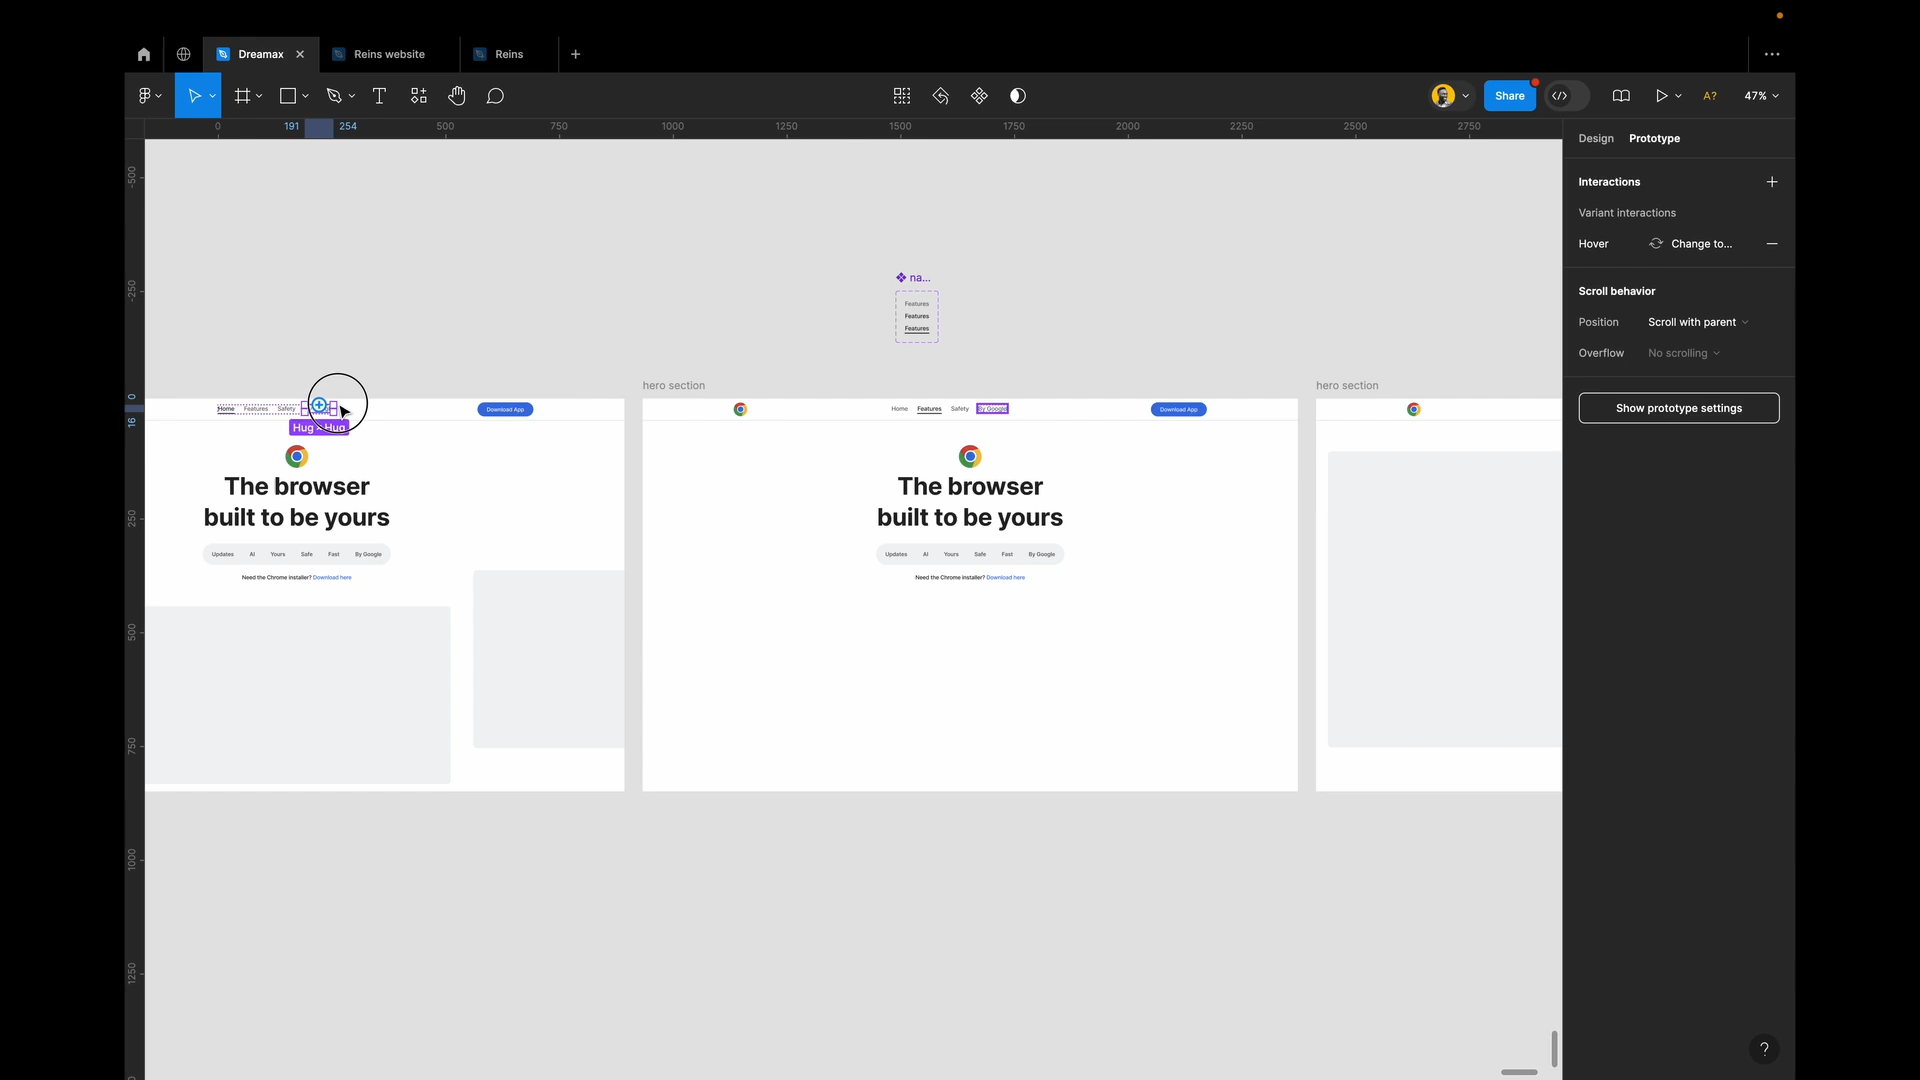 Dreamax
Reins website
Reins
Share
A?
47%
0
191
254
500
750
1000
1250
1500
1750
2000
2250
2500
2750
-500
-250
0
16
250
500
750
1000
1250
Design
Prototype
Interactions
Variant interactions
Hover
Change to...
Scroll behavior
Position
Scroll with parent
Overflow
No scrolling
Show prototype settings
na...
Features
Features
Features
Home
Features
Safety
Download App
Hug × Hug
The browser
built to be yours
Updates
AI
Yours
Safe
Fast
By Google
Need the Chrome installer? Download here
hero section
Home
Features
Safety
By Google
Download App
The browser
built to be yours
Updates
AI
Yours
Safe
Fast
By Google
Need the Chrome installer? Download here
hero section
?